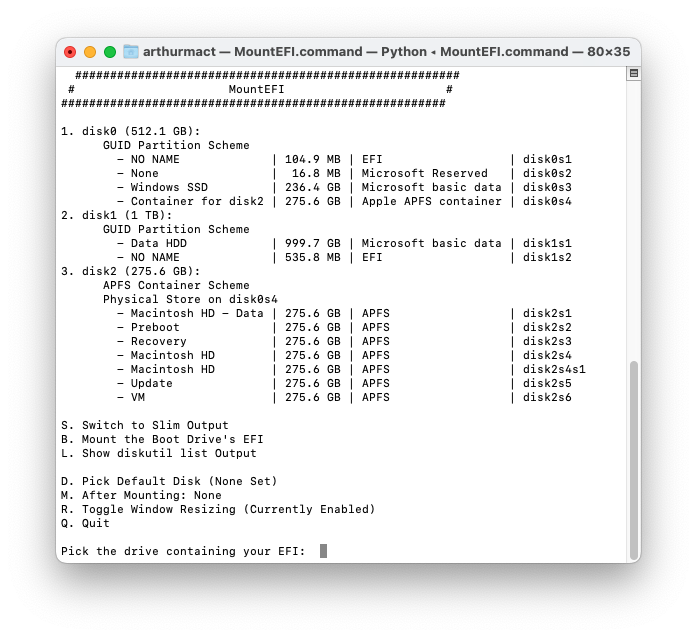 arthurmact — MountEFI.command — Python ◂ MountEFI.command — 80×35
  #######################################################
 #                      MountEFI                       #
#######################################################

1. disk0 (512.1 GB):
      GUID Partition Scheme
        - NO NAME             | 104.9 MB | EFI                  | disk0s1
        - None                |  16.8 MB | Microsoft Reserved   | disk0s2
        - Windows SSD         | 236.4 GB | Microsoft basic data | disk0s3
        - Container for disk2 | 275.6 GB | Apple APFS container | disk0s4
2. disk1 (1 TB):
      GUID Partition Scheme
        - Data HDD            | 999.7 GB | Microsoft basic data | disk1s1
        - NO NAME             | 535.8 MB | EFI                  | disk1s2
3. disk2 (275.6 GB):
      APFS Container Scheme
      Physical Store on disk0s4
        - Macintosh HD - Data | 275.6 GB | APFS                 | disk2s1
        - Preboot             | 275.6 GB | APFS                 | disk2s2
        - Recovery            | 275.6 GB | APFS                 | disk2s3
        - Macintosh HD        | 275.6 GB | APFS                 | disk2s4
        - Macintosh HD        | 275.6 GB | APFS                 | disk2s4s1
        - Update              | 275.6 GB | APFS                 | disk2s5
        - VM                  | 275.6 GB | APFS                 | disk2s6

S. Switch to Slim Output
B. Mount the Boot Drive's EFI
L. Show diskutil list Output

D. Pick Default Disk (None Set)
M. After Mounting: None
R. Toggle Window Resizing (Currently Enabled)
Q. Quit

Pick the drive containing your EFI: